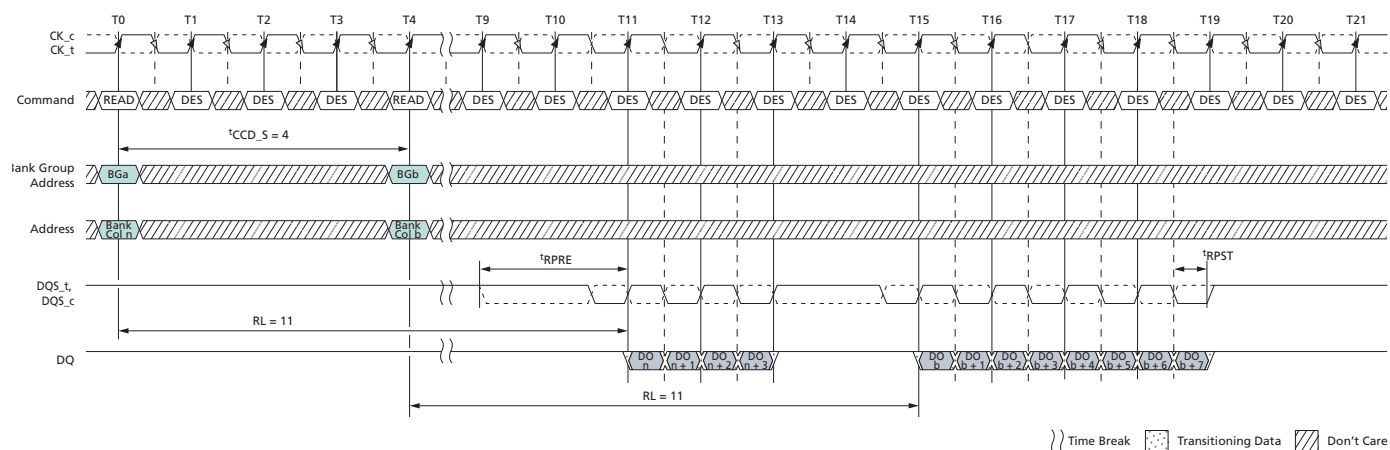 T0 T1 T2 T3 T4 T9 T10 T11 T12 T13 T14 T15 T16 T17 T18 T19 T20 T21
CK_c
CK_t
Command READ DES DES DES READ DES DES DES DES DES DES DES DES DES DES DES DES DES
tCCD_S = 4
Bank Group
Address
BGa BGb
Address
Bank
Col n
Bank
Col b
tRPRE
tRPST
DQS_t,
DQS_c
RL = 11
DQ
DO
n
DO
n + 1
DO
n + 2
DO
n + 3
DO
b
DO
b + 1
DO
b + 2
DO
b + 3
DO
b + 4
DO
b + 5
DO
b + 6
DO
b + 7
RL = 11
Time Break Transitioning Data Don't Care